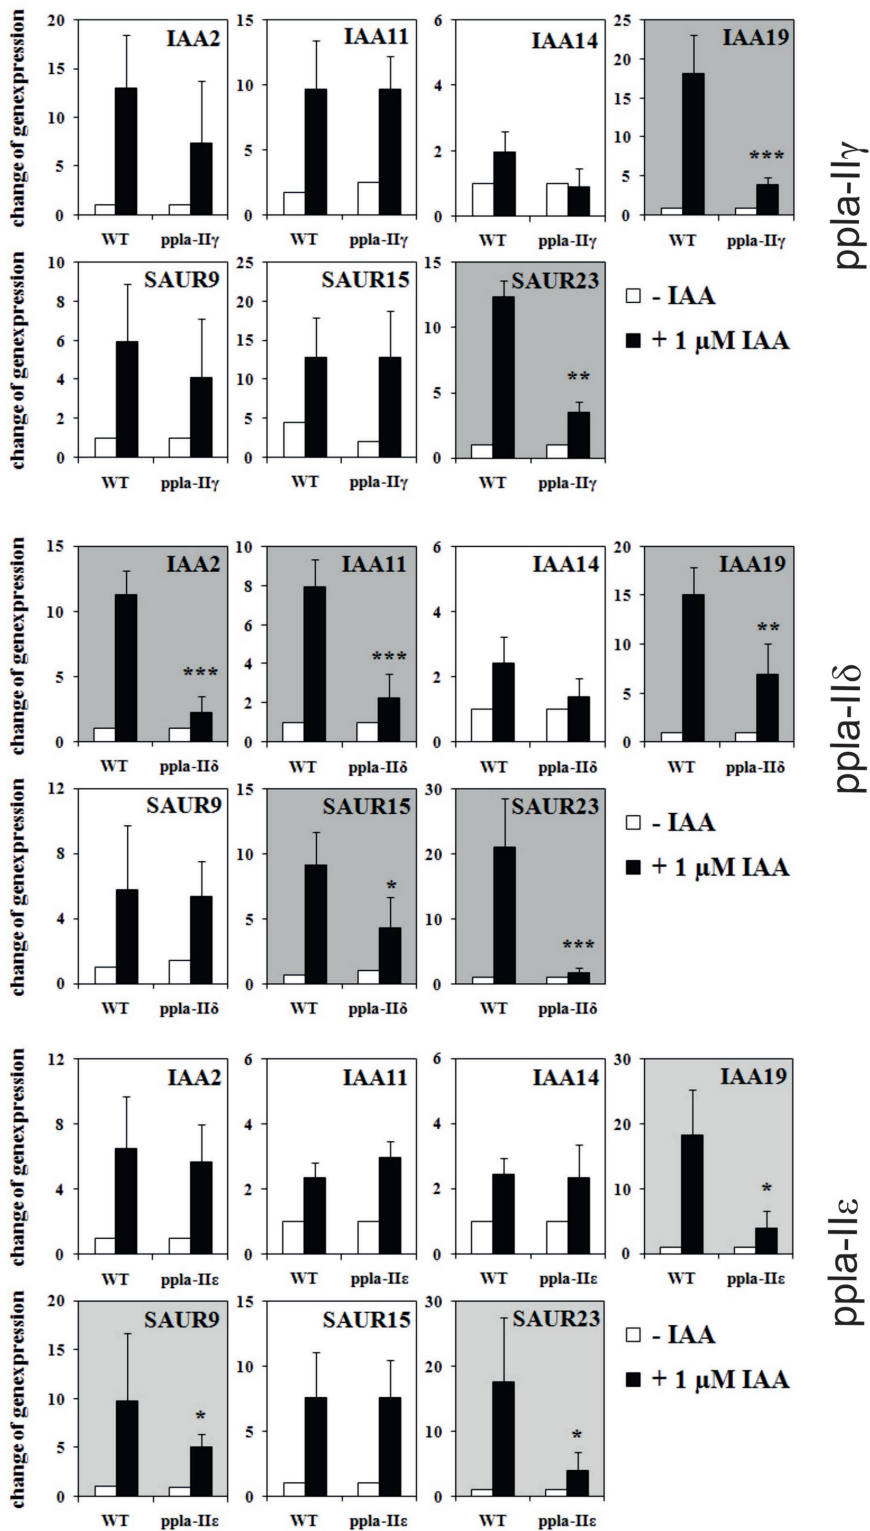 change of genexpression
20
15
10
5
0
IAA2
WT ppla-IIγ
15
10
5
0
IAA11
WT ppla-IIγ
6
4
2
0
IAA14
WT ppla-IIγ
25
20
15
10
5
0
IAA19
***
WT ppla-IIγ
ppla-IIγ
change of genexpression
10
8
6
4
2
0
SAUR9
WT ppla-IIγ
25
20
15
10
5
0
SAUR15
WT ppla-IIγ
15
10
5
0
SAUR23
**
WT ppla-IIγ
- IAA
+ 1 µM IAA
change of genexpression
15
10
5
0
IAA2
***
WT ppla-IIδ
10
8
6
4
2
0
IAA11
***
WT ppla-IIδ
6
4
2
0
IAA14
WT ppla-IIδ
20
15
10
5
0
IAA19
**
WT ppla-IIδ
ppla-IIδ
change of genexpression
12
8
4
0
SAUR9
WT ppla-IIδ
15
10
5
0
SAUR15
*
WT ppla-IIδ
30
20
10
0
SAUR23
***
WT ppla-IIδ
- IAA
+ 1 µM IAA
change of genexpression
12
8
4
0
IAA2
WT ppla-IIε
6
4
2
0
IAA11
WT ppla-IIε
6
4
2
0
IAA14
WT ppla-IIε
30
20
10
0
IAA19
*
WT ppla-IIε
ppla-IIε
change of genexpression
20
15
10
5
0
SAUR9
*
WT ppla-IIε
15
10
5
0
SAUR15
WT ppla-IIε
30
20
10
0
SAUR23
*
WT ppla-IIε
- IAA
+ 1 µM IAA